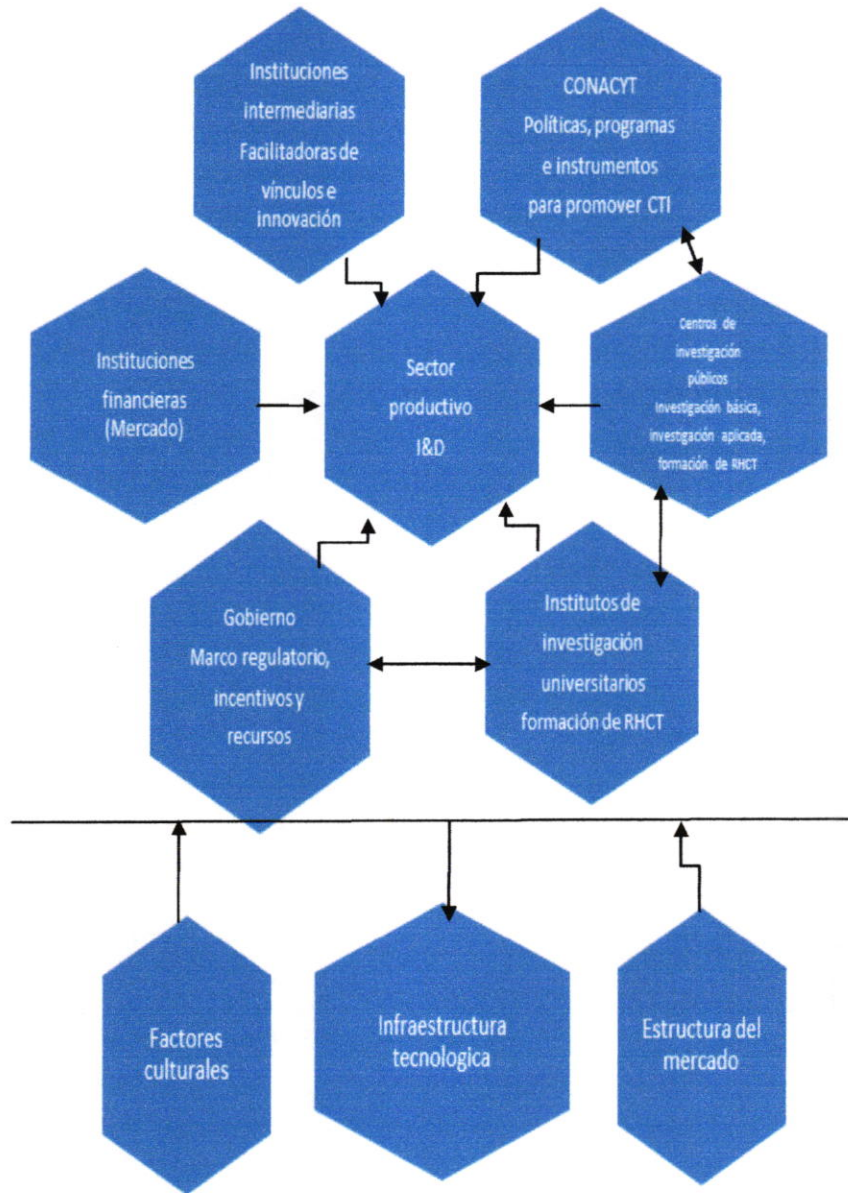 Instituciones
intermediarias
Facilitadoras de
vínculos e
innovación
CONACYT
Políticas, programas
e instrumentos
para promover CTI
Instituciones
financieras
(Mercado)
Sector
productivo
I&D
Centros de
investigación
públicos
investigación básica,
investigación aplicada,
formación de RHCT
Gobierno
Marco regulatorio,
incentivos y
recursos
Institutos de
investigación
universitarios
formación de RHCT
Factores
culturales
Infraestructura
tecnologica
Estructura del
mercado